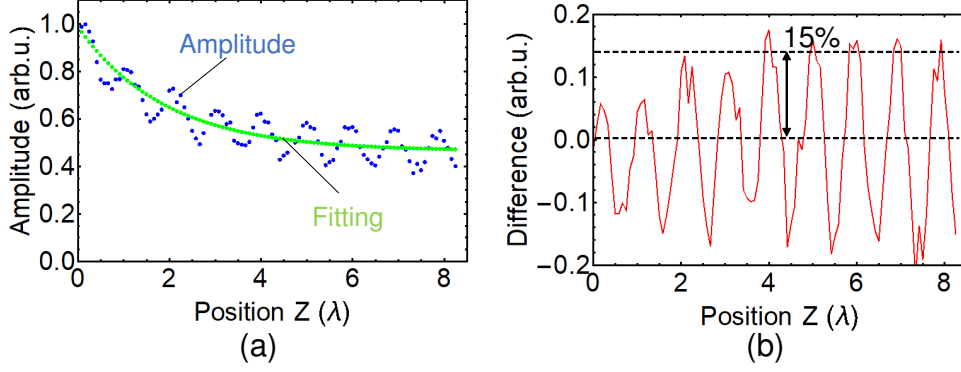 1.0
0.8
0.6
0.4
0.2
0.0
Amplitude (arb.u.)
Amplitude
Fitting
0 2 4 6 8
Position Z (λ)
(a)
0.2
0.1
0.0
−0.1
−0.2
Difference (arb.u.)
15%
0 2 4 6 8
Position Z (λ)
(b)